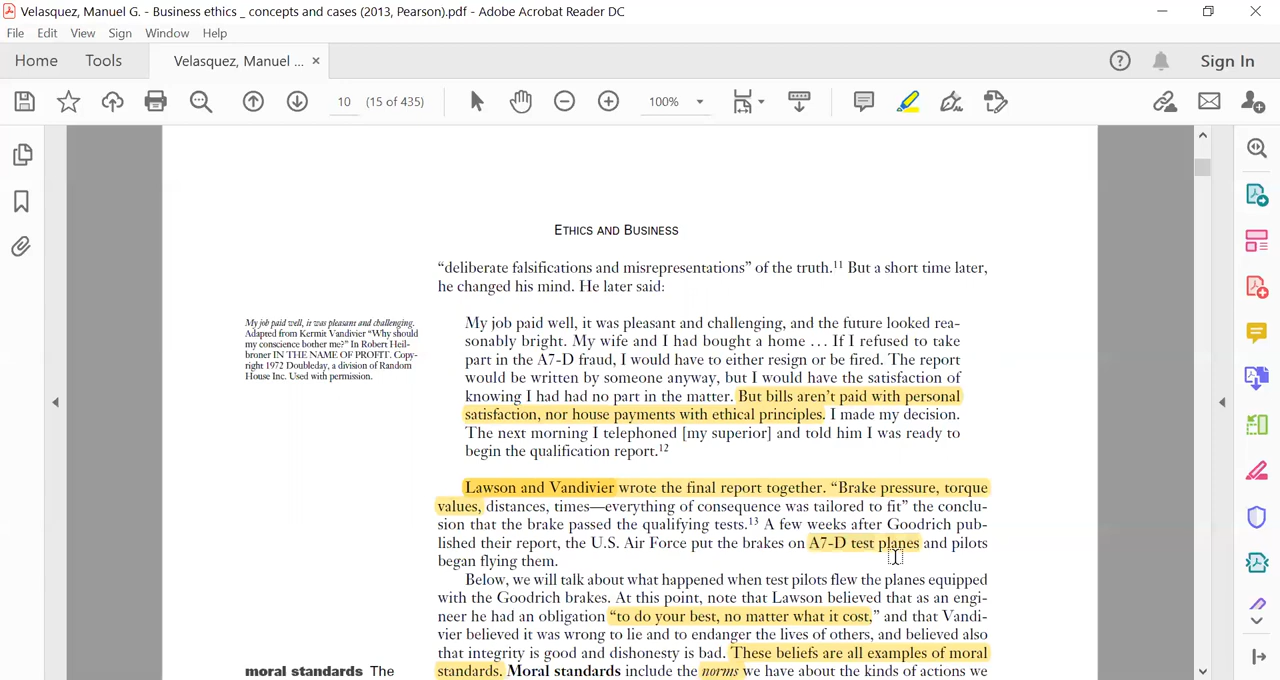 Velasquez, Manuel G. - Business ethics _ concepts and cases (2013, Pearson).pdf - Adobe Acrobat Reader DC
File Edit View Sign Window Help
Home Tools Velasquez, Manuel ... × Sign In
10 (15 of 435) 100%
ETHICS AND BUSINESS
“deliberate falsifications and misrepresentations” of the truth.11 But a short time later,
he changed his mind. He later said:
My job paid well, it was pleasant and challenging.
Adapted from Kermit Vandivier “Why should
my conscience bother me?” In Robert Heil-
broner IN THE NAME OF PROFIT. Copy-
right 1972 Doubleday, a division of Random
House Inc. Used with permission.
My job paid well, it was pleasant and challenging, and the future looked rea-
sonably bright. My wife and I had bought a home … If I refused to take
part in the A7-D fraud, I would have to either resign or be fired. The report
would be written by someone anyway, but I would have the satisfaction of
knowing I had had no part in the matter. But bills aren’t paid with personal
satisfaction, nor house payments with ethical principles. I made my decision.
The next morning I telephoned [my superior] and told him I was ready to
begin the qualification report.12
Lawson and Vandivier wrote the final report together. “Brake pressure, torque
values, distances, times—everything of consequence was tailored to fit” the conclu-
sion that the brake passed the qualifying tests.13 A few weeks after Goodrich pub-
lished their report, the U.S. Air Force put the brakes on A7-D test planes and pilots
began flying them.
Below, we will talk about what happened when test pilots flew the planes equipped
with the Goodrich brakes. At this point, note that Lawson believed that as an engi-
neer he had an obligation “to do your best, no matter what it cost,” and that Vandi-
vier believed it was wrong to lie and to endanger the lives of others, and believed also
that integrity is good and dishonesty is bad. These beliefs are all examples of moral
standards. Moral standards include the norms we have about the kinds of actions we
moral standards The